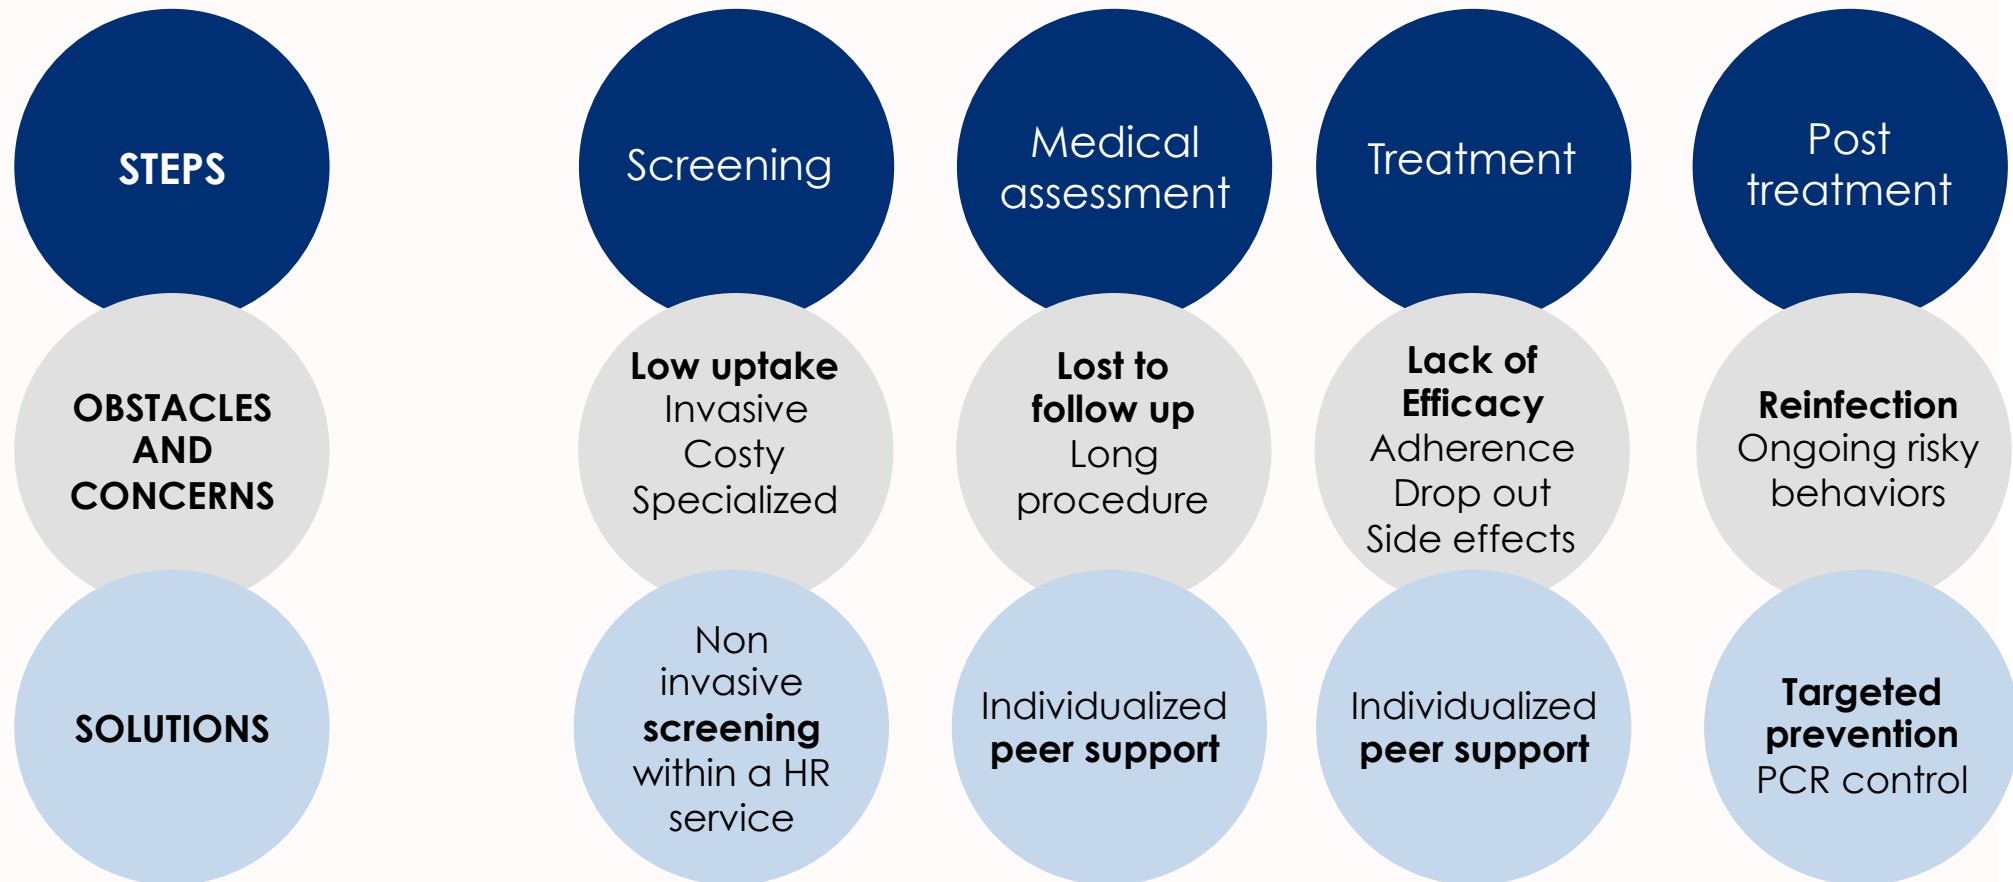 STEPS
Screening
Medical
assessment
Treatment
Post
treatment
OBSTACLES
AND
CONCERNS
Low uptake
Invasive
Costy
Specialized
Lost to
follow up
Long
procedure
Lack of
Efficacy
Adherence
Drop out
Side effects
Reinfection
Ongoing risky
behaviors
SOLUTIONS
Non
invasive
screening
within a HR
service
Individualized
peer support
Individualized
peer support
Targeted
prevention
PCR control